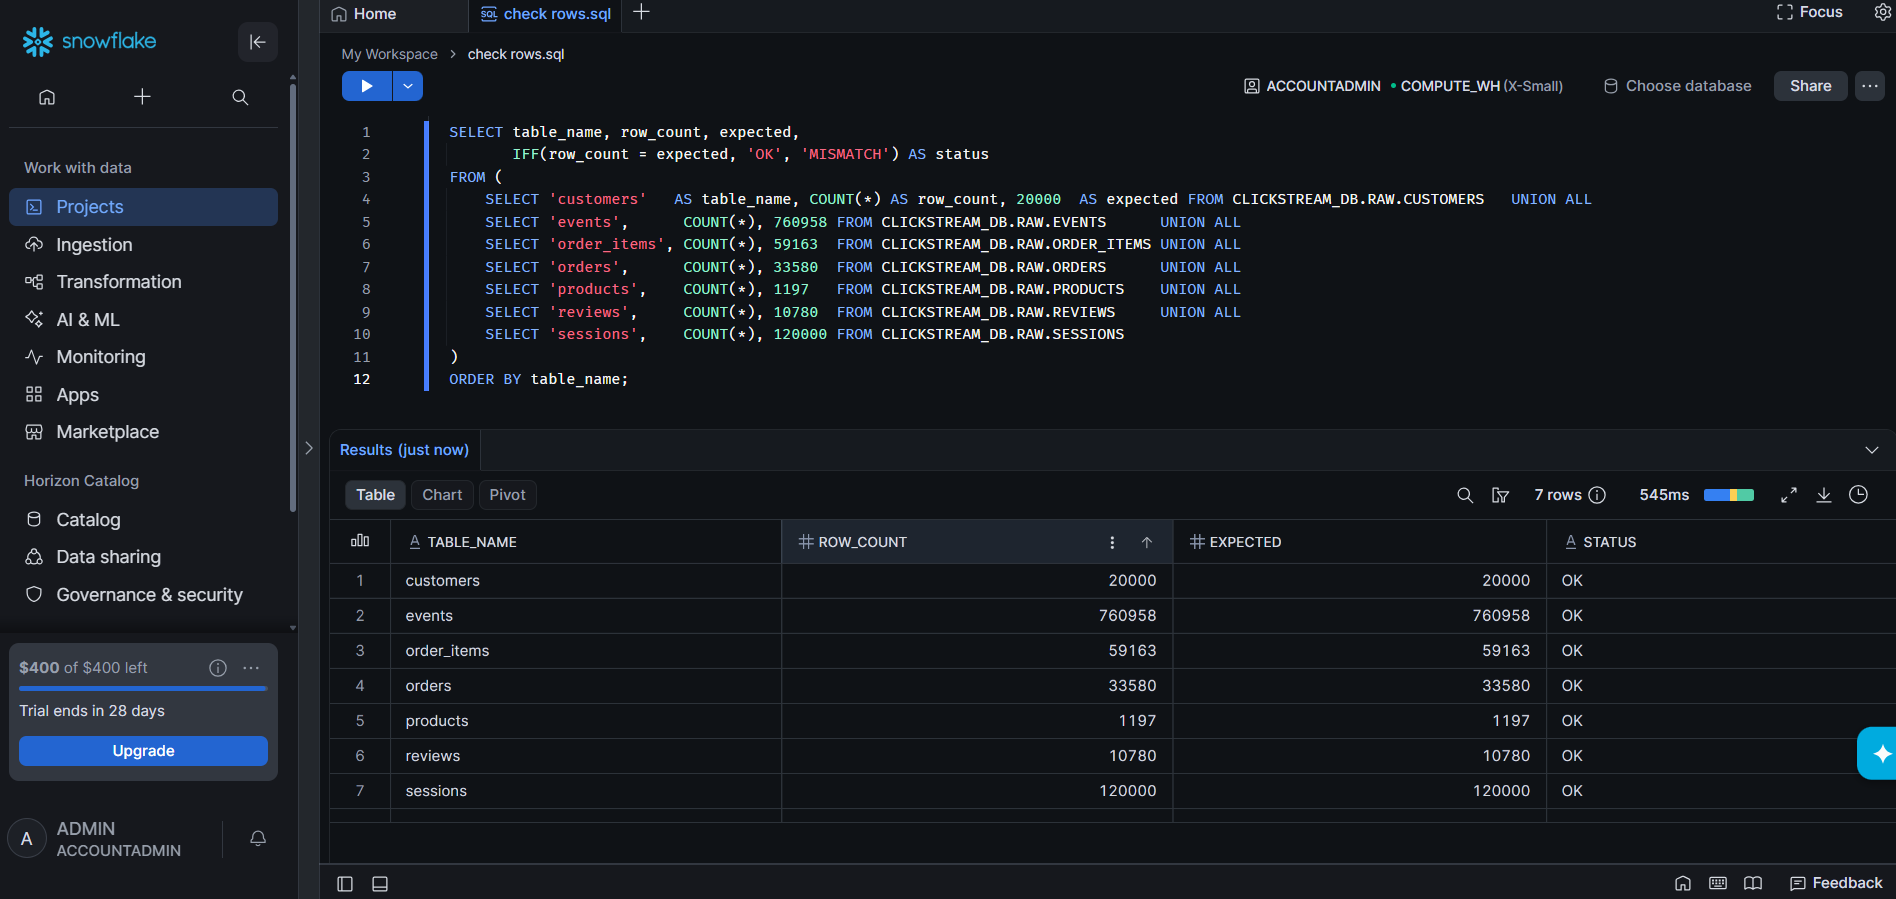 snowflake
Work with data
Projects
Ingestion
Transformation
AI & ML
Monitoring
Apps
Marketplace
Horizon Catalog
Catalog
Data sharing
Governance & security
$400 of $400 left
Trial ends in 28 days
Upgrade
A
ADMIN
ACCOUNTADMIN
Home
SQL check rows.sql
Focus
My Workspace > check rows.sql
ACCOUNTADMIN • COMPUTE_WH (X-Small)
Choose database
Share
1 SELECT table_name, row_count, expected,
2 IFF(row_count = expected, 'OK', 'MISMATCH') AS status
3 FROM (
4 SELECT 'customers' AS table_name, COUNT(*) AS row_count, 20000 AS expected FROM CLICKSTREAM_DB.RAW.CUSTOMERS UNION ALL
5 SELECT 'events', COUNT(*), 760958 FROM CLICKSTREAM_DB.RAW.EVENTS UNION ALL
6 SELECT 'order_items', COUNT(*), 59163 FROM CLICKSTREAM_DB.RAW.ORDER_ITEMS UNION ALL
7 SELECT 'orders', COUNT(*), 33580 FROM CLICKSTREAM_DB.RAW.ORDERS UNION ALL
8 SELECT 'products', COUNT(*), 1197 FROM CLICKSTREAM_DB.RAW.PRODUCTS UNION ALL
9 SELECT 'reviews', COUNT(*), 10780 FROM CLICKSTREAM_DB.RAW.REVIEWS UNION ALL
10 SELECT 'sessions', COUNT(*), 120000 FROM CLICKSTREAM_DB.RAW.SESSIONS
11 )
12 ORDER BY table_name;
Results (just now)
Table Chart Pivot
7 rows 545ms
A TABLE_NAME # ROW_COUNT # EXPECTED A STATUS
1 customers 20000 20000 OK
2 events 760958 760958 OK
3 order_items 59163 59163 OK
4 orders 33580 33580 OK
5 products 1197 1197 OK
6 reviews 10780 10780 OK
7 sessions 120000 120000 OK
Feedback